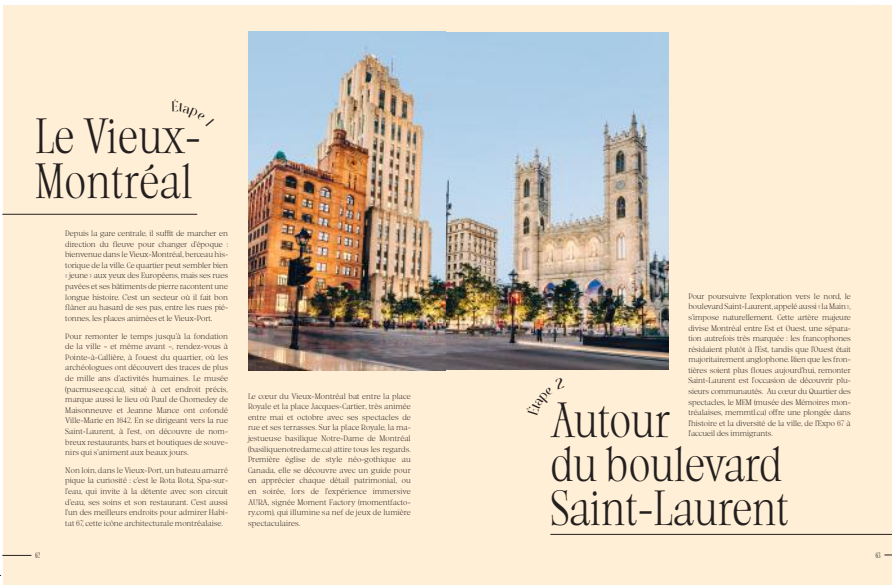 Étape 1
Le Vieux-
Montréal
Depuis la gare centrale, il suffit de marcher en
direction du fleuve pour changer d'époque :
bienvenue dans le Vieux-Montréal, berceau his-
torique de la ville. Ce quartier peut sembler bien
« jeune » aux yeux des Européens, mais ses rues
pavées et ses bâtiments de pierre racontent une
longue histoire. C'est un secteur où il fait bon
flâner au hasard de ses pas, entre les rues pié-
tonnes, les places animées et le Vieux-Port.
Pour remonter le temps jusqu'à la fondation
de la ville – et même avant –, rendez-vous à
Pointe-à-Callière, à l'ouest du quartier, où les
archéologues ont découvert des traces de plus
de mille ans d'activités humaines. Le musée
(pacmusee.qc.ca), situé à cet endroit précis,
marque aussi le lieu où Paul de Chomedey de
Maisonneuve et Jeanne Mance ont cofondé
Ville-Marie en 1642. En se dirigeant vers la rue
Saint-Laurent, à l'est, on découvre de nom-
breux restaurants, bars et boutiques de souve-
nirs qui s'animent aux beaux jours.
Non loin, dans le Vieux-Port, un bateau amarré
pique la curiosité : c'est le Bota Bota, Spa-sur-
l'eau, qui invite à la détente avec son circuit
d'eau, ses soins et son restaurant. C'est aussi
l'un des meilleurs endroits pour admirer Habi-
tat 67, cette icône architecturale montréalaise.
Le cœur du Vieux-Montréal bat entre la place
Royale et la place Jacques-Cartier, très animée
entre mai et octobre avec ses spectacles de
rue et ses terrasses. Sur la place Royale, la ma-
jestueuse basilique Notre-Dame de Montréal
(basiliquenotredame.ca) attire tous les regards.
Première église de style néo-gothique au
Canada, elle se découvre avec un guide pour
en apprécier chaque détail patrimonial, ou
en soirée, lors de l'expérience immersive
AURA, signée Moment Factory (momentfacto-
ry.com), qui illumine sa nef de jeux de lumière
spectaculaires.
Étape 2
Autour
du boulevard
Saint-Laurent
Pour poursuivre l'exploration vers le nord, le
boulevard Saint-Laurent, appelé aussi « la Main »,
s'impose naturellement. Cette artère majeure
divise Montréal entre Est et Ouest, une sépara-
tion autrefois très marquée : les francophones
résidaient plutôt à l'Est, tandis que l'Ouest était
majoritairement anglophone. Bien que les fron-
tières soient plus floues aujourd'hui, remonter
Saint-Laurent est l'occasion de découvrir plu-
sieurs communautés. Au cœur du Quartier des
spectacles, le MEM (musée des Mémoires mon-
tréalaises, memmtl.ca) offre une plongée dans
l'histoire et la diversité de la ville, de l'Expo 67 à
l'accueil des immigrants.
62
63